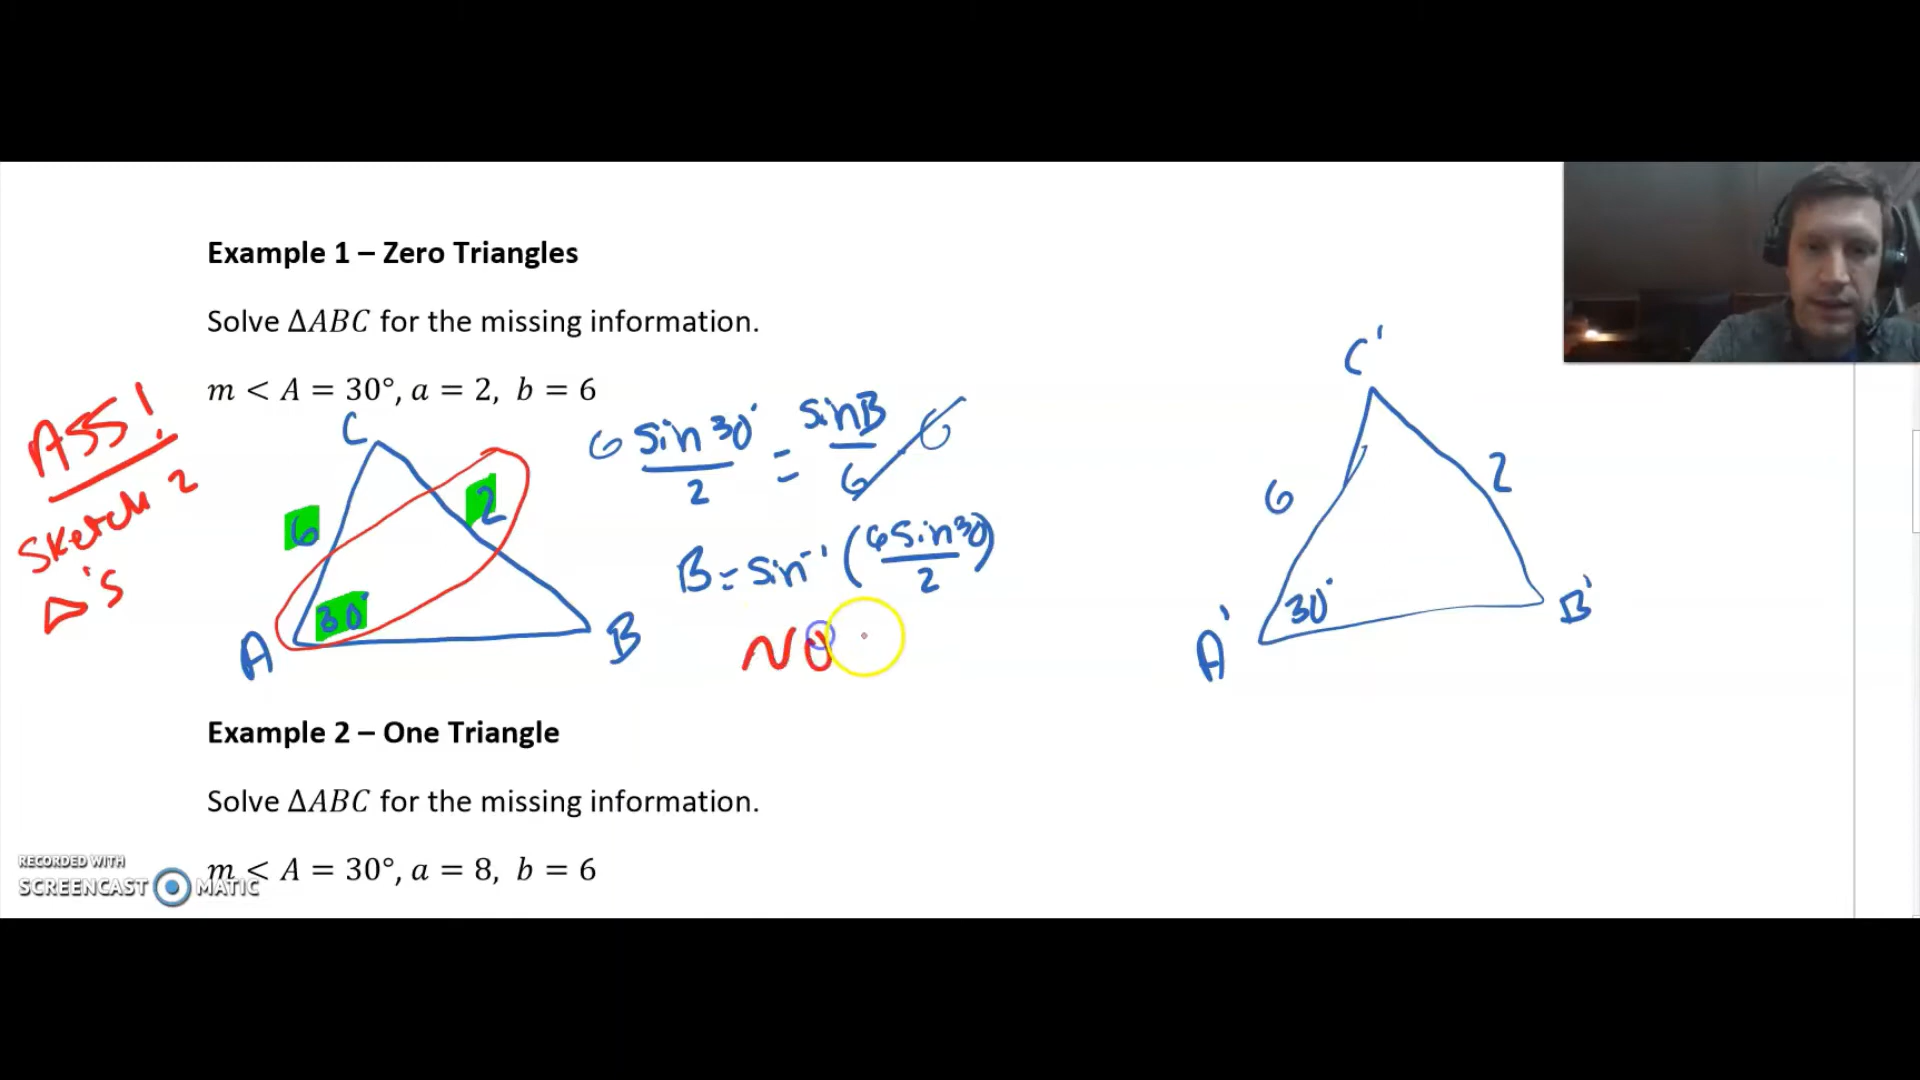 Example 1 – Zero Triangles
Solve ΔABC for the missing information.
m < A = 30°, a = 2, b = 6
ASS!
Sketch 2
Δ's
C
6
2
30°
A
B
6 sin 30° / 2 = sin B / 6 6
B = sin⁻¹ (6 sin 30 / 2)
NO
C'
6
2
30°
A'
B'
Example 2 – One Triangle
Solve ΔABC for the missing information.
m < A = 30°, a = 8, b = 6
RECORDED WITH
SCREENCAST MATIC